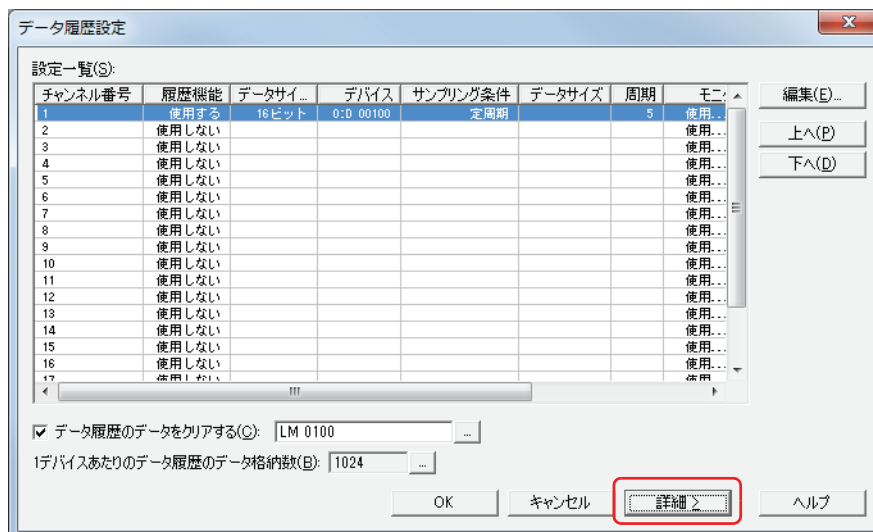 データ履歴設定
設定一覧(S):
チャンネル番号 履歴機能 データサイ... デバイス サンプリング条件 データサイズ 周期 モニ 編集(E)...
1 使用する 16ビット 0:D 00100 定周期 5 使用...
2 使用しない 使用... 上へ(P)
3 使用しない 使用...
4 使用しない 使用... 下へ(D)
5 使用しない 使用...
6 使用しない 使用...
7 使用しない 使用...
8 使用しない 使用...
9 使用しない 使用...
10 使用しない 使用...
11 使用しない 使用...
12 使用しない 使用...
13 使用しない 使用...
14 使用しない 使用...
15 使用しない 使用...
16 使用しない 使用...
17 使用しない 使用
データ履歴のデータをクリアする(C): LM 0100 ...
1デバイスあたりのデータ履歴のデータ格納数(B): 1024 ...
OK キャンセル 詳細 ヘルプ